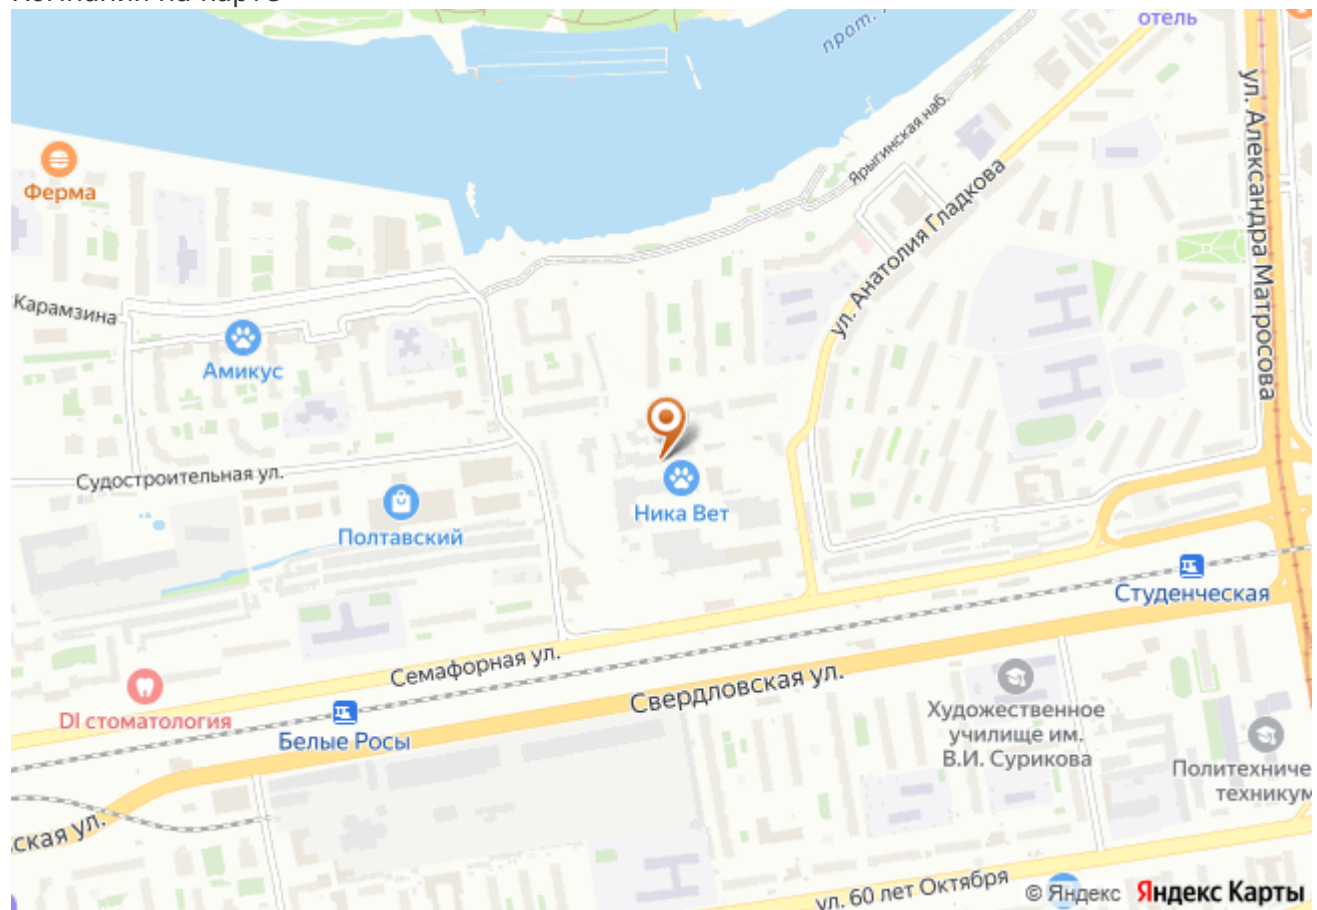 отель
ул. Александра Матросова
Ярыгинская наб.
Ферма
ул. Анатолия Гладкова
Карамзина
Амикус
Судостроительная ул.
Ника Вет
Полтавский
Студенческая
Семафорная ул.
Свердловская ул.
DI стоматология
Белые Росы
Художественное
училище им.
В.И. Сурикова
Политехниче
техникум
ская ул.
ул. 60 лет Октября
© Яндекс Яндекс Карты